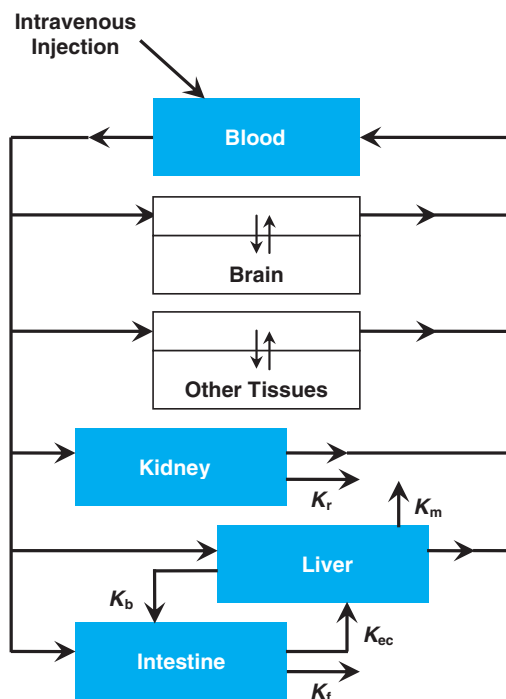 Intravenous
Injection
Blood
Brain
Other Tissues
Kidney
Kr
Km
Liver
Kb
Kec
Intestine
Kf